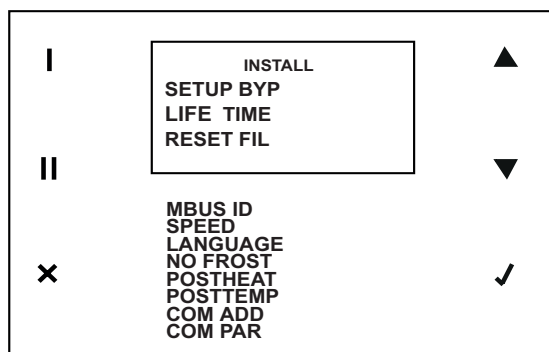 I
INSTALL
SETUP BYP
LIFE TIME
RESET FIL
II
MBUS ID
SPEED
LANGUAGE
NO FROST
POSTHEAT
POSTTEMP
COM ADD
COM PAR